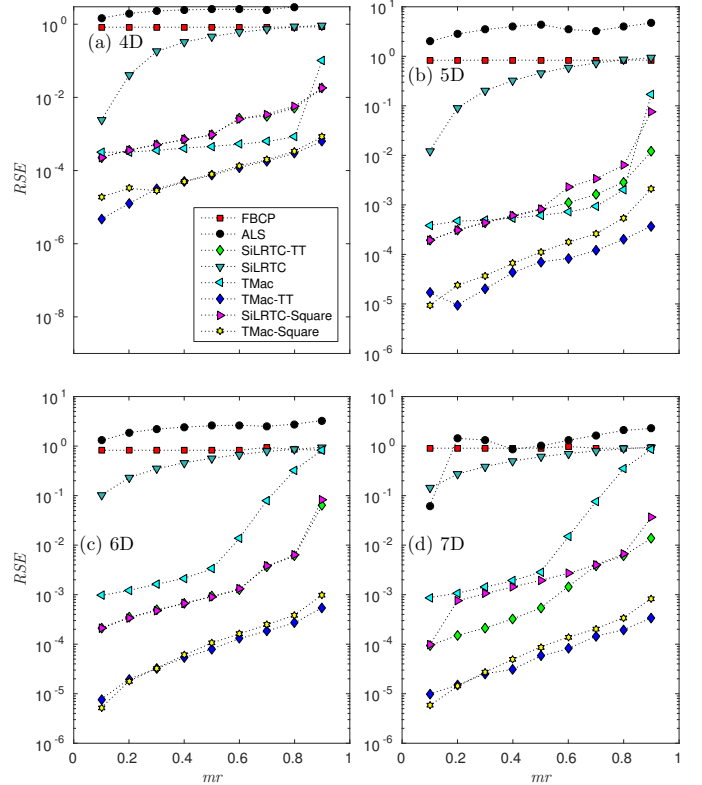 (a) 4D
10^0
10^-2
10^-4
10^-6
10^-8
RSE
FBCP
ALS
SiLRTC-TT
SiLRTC
TMac
TMac-TT
SiLRTC-Square
TMac-Square
(b) 5D
10^1
10^0
10^-1
10^-2
10^-3
10^-4
10^-5
10^-6
(c) 6D
10^1
10^0
10^-1
10^-2
10^-3
10^-4
10^-5
10^-6
RSE
0 0.2 0.4 0.6 0.8 1
mr
(d) 7D
10^1
10^0
10^-1
10^-2
10^-3
10^-4
10^-5
10^-6
0 0.2 0.4 0.6 0.8 1
mr